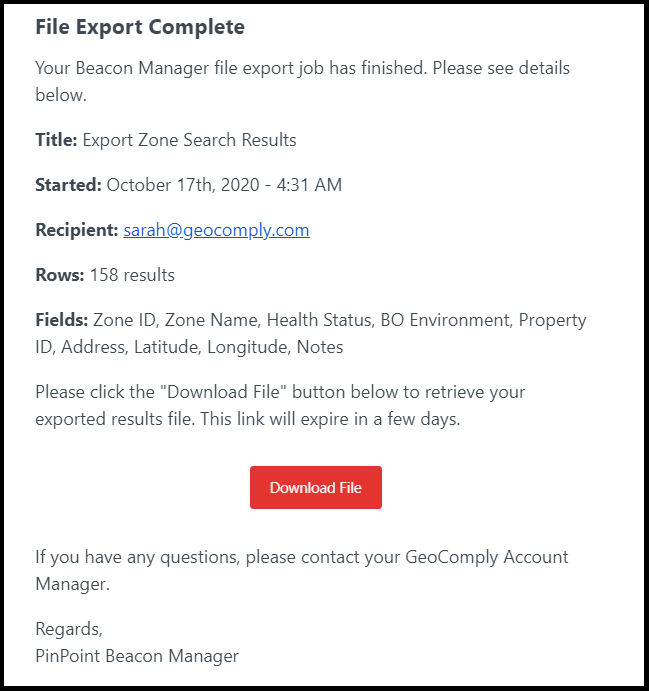 File Export Complete
Your Beacon Manager file export job has finished. Please see details
below.
Title: Export Zone Search Results
Started: October 17th, 2020 - 4:31 AM
Recipient: sarah@geocomply.com
Rows: 158 results
Fields: Zone ID, Zone Name, Health Status, BO Environment, Property
ID, Address, Latitude, Longitude, Notes
Please click the "Download File" button below to retrieve your
exported results file. This link will expire in a few days.
Download File
If you have any questions, please contact your GeoComply Account
Manager.
Regards,
PinPoint Beacon Manager